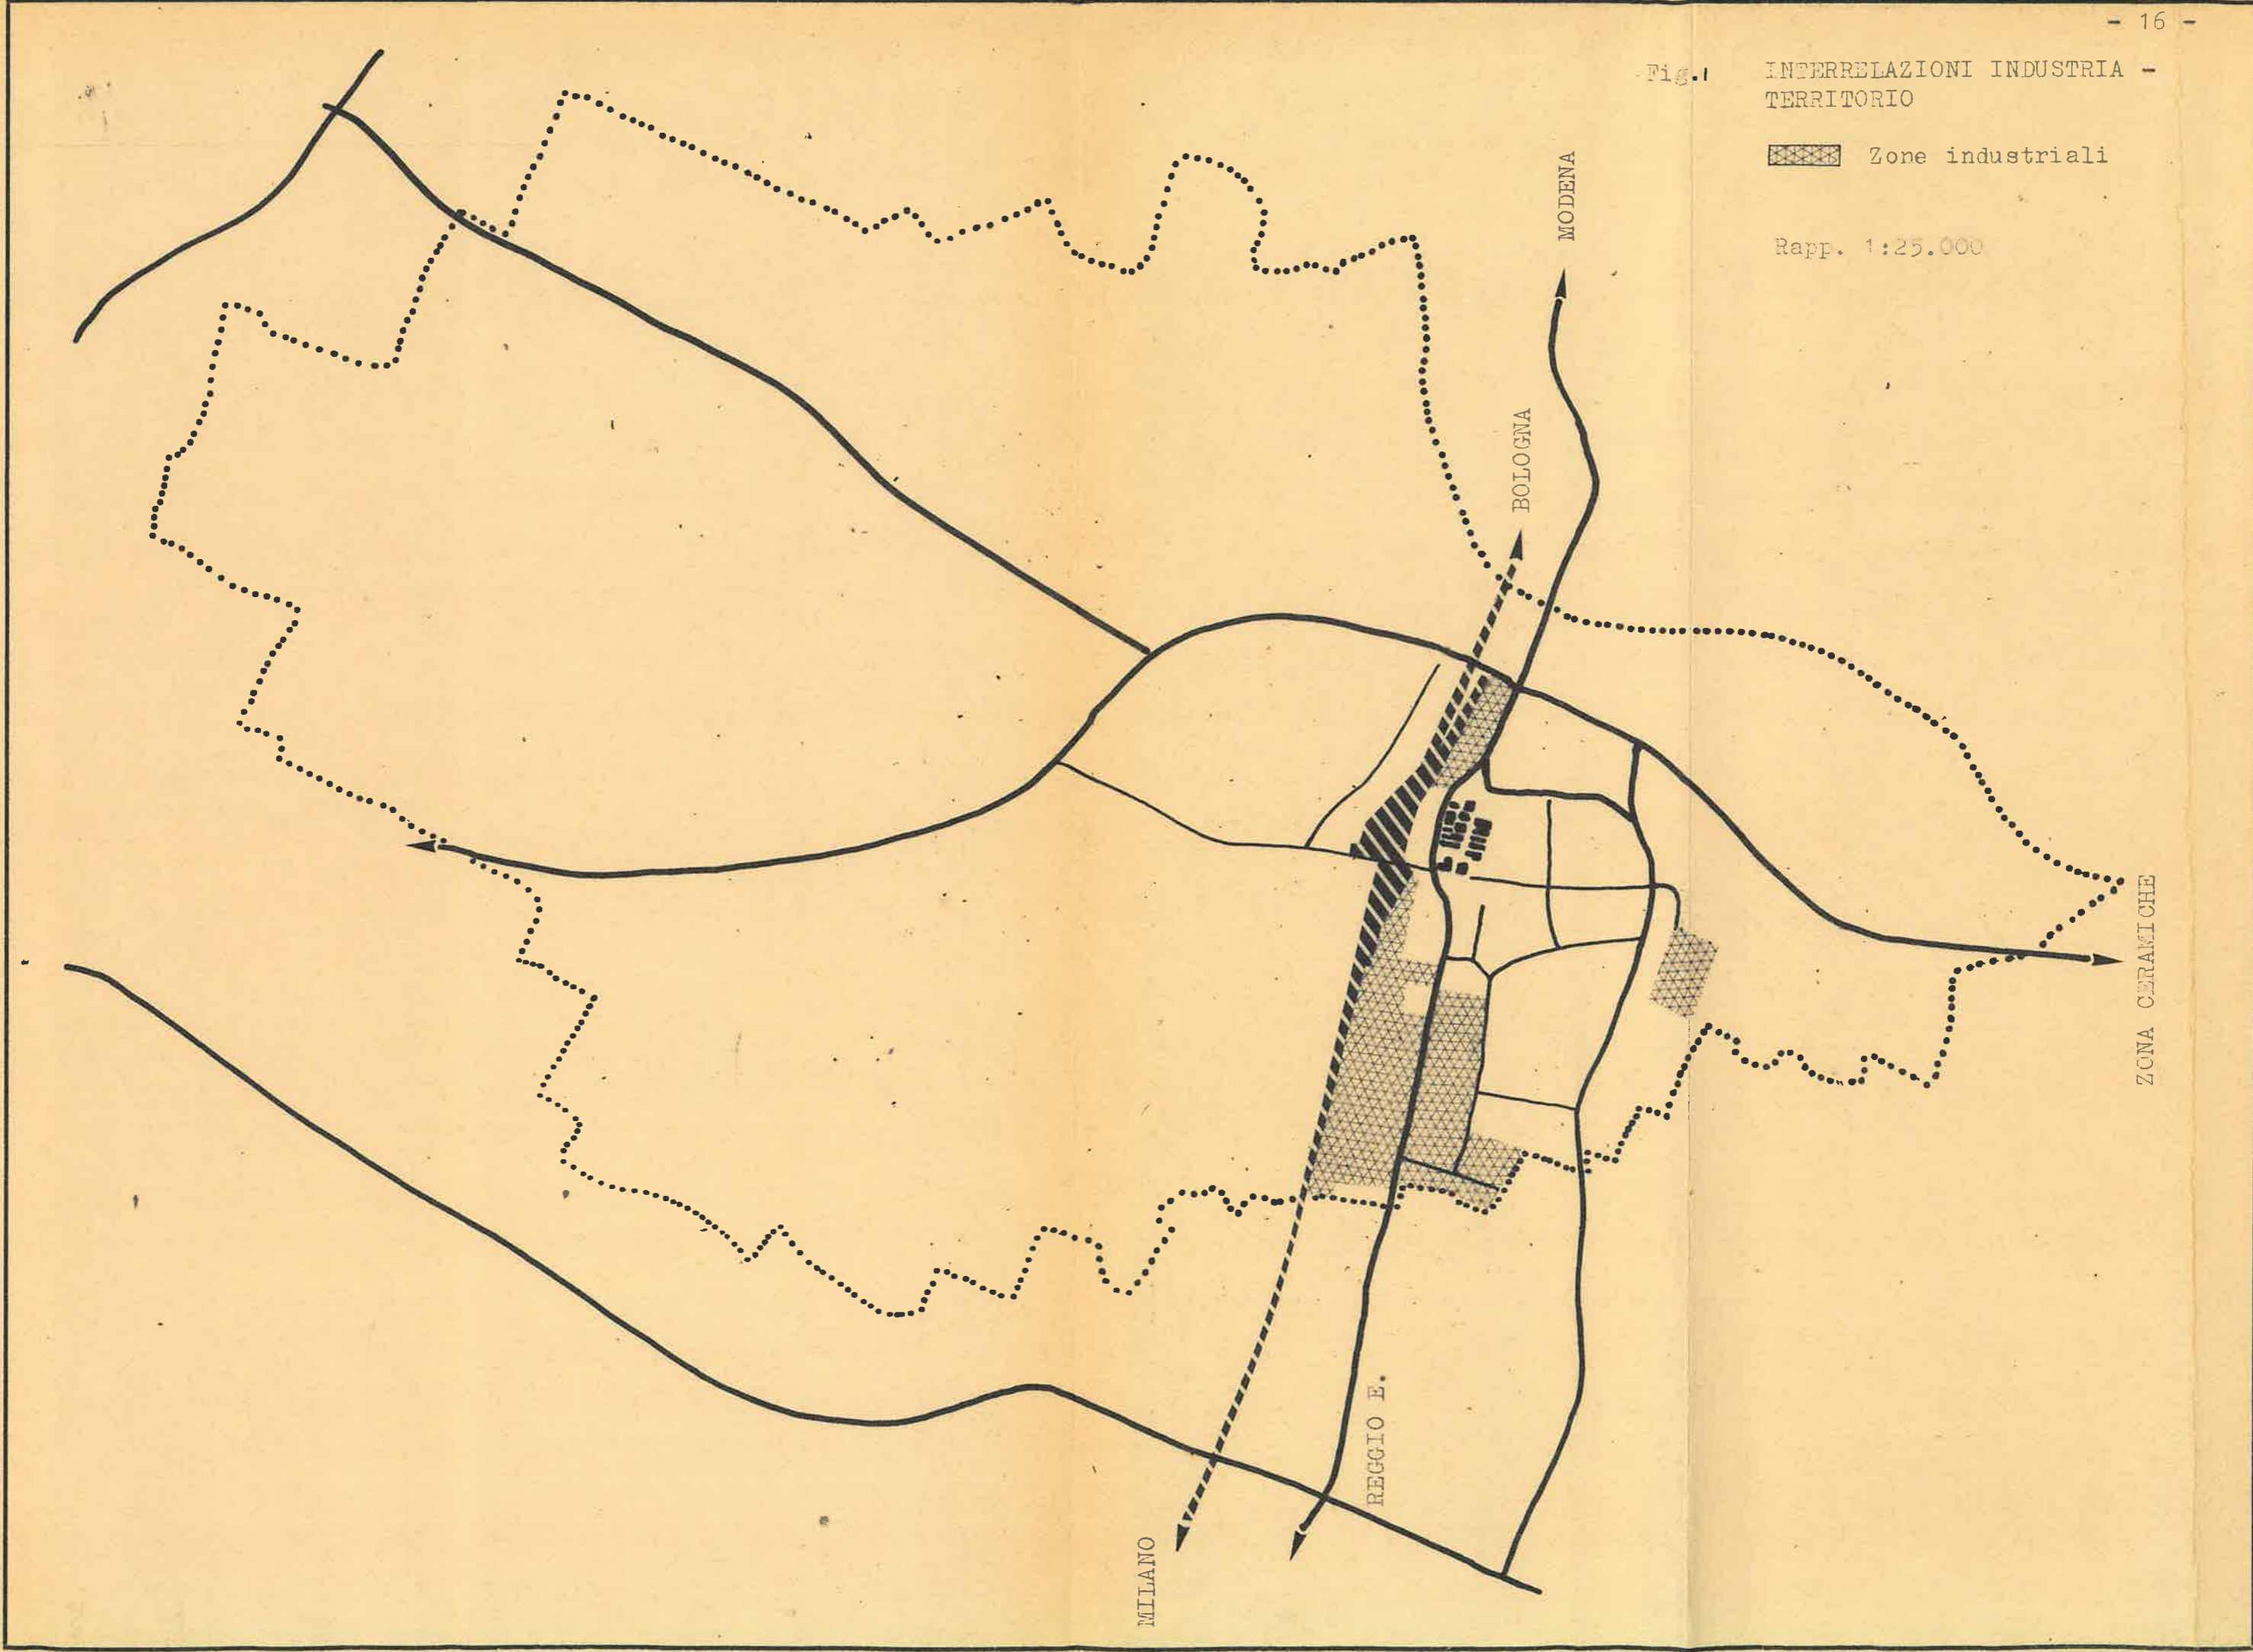 - 16 -
Fig.1
INTERRELAZIONI INDUSTRIA -
TERRITORIO
Zone industriali
Rapp. 1:25.000
MODENA
BOLOGNA
ZONA CERAMICHE
REGGIO E.
MILANO